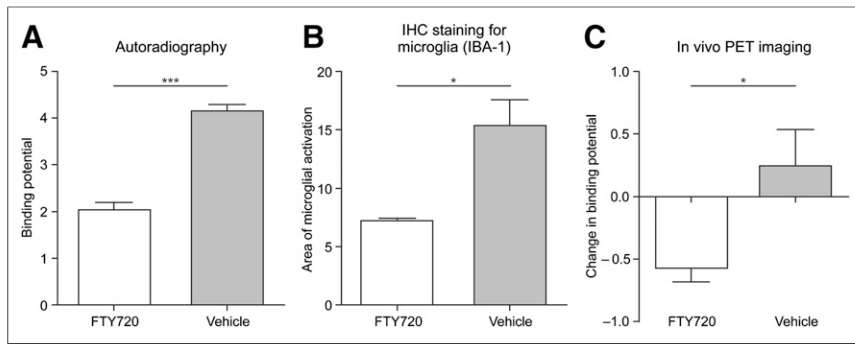 A
Autoradiography
***
Binding potential
5
4
3
2
1
0
FTY720
Vehicle
B
IHC staining for
microglia (IBA-1)
*
Area of microglial activation
20
15
10
5
0
FTY720
Vehicle
C
In vivo PET imaging
*
Change in binding potential
1.0
0.5
0.0
–0.5
–1.0
FTY720
Vehicle